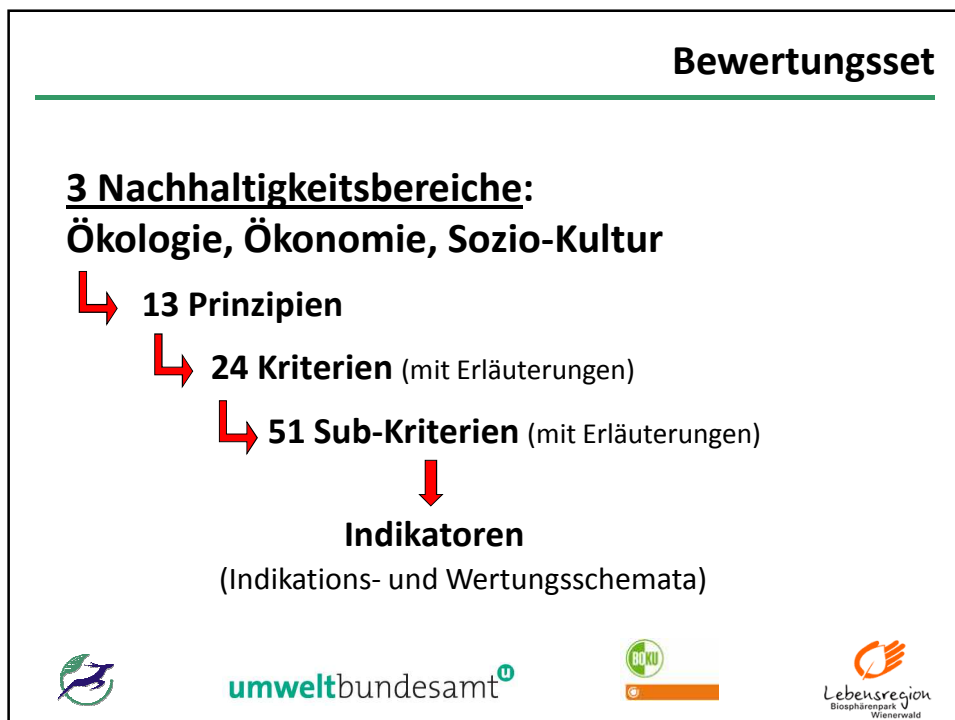 Bewertungsset
3 Nachhaltigkeitsbereiche:
Ökologie, Ökonomie, Sozio-Kultur
13 Prinzipien
24 Kriterien (mit Erläuterungen)
51 Sub-Kriterien (mit Erläuterungen)
Indikatoren
(Indikations- und Wertungsschemata)
umweltbundesamt u
BOKU
Lebensregion
Biosphärenpark
Wienerwald